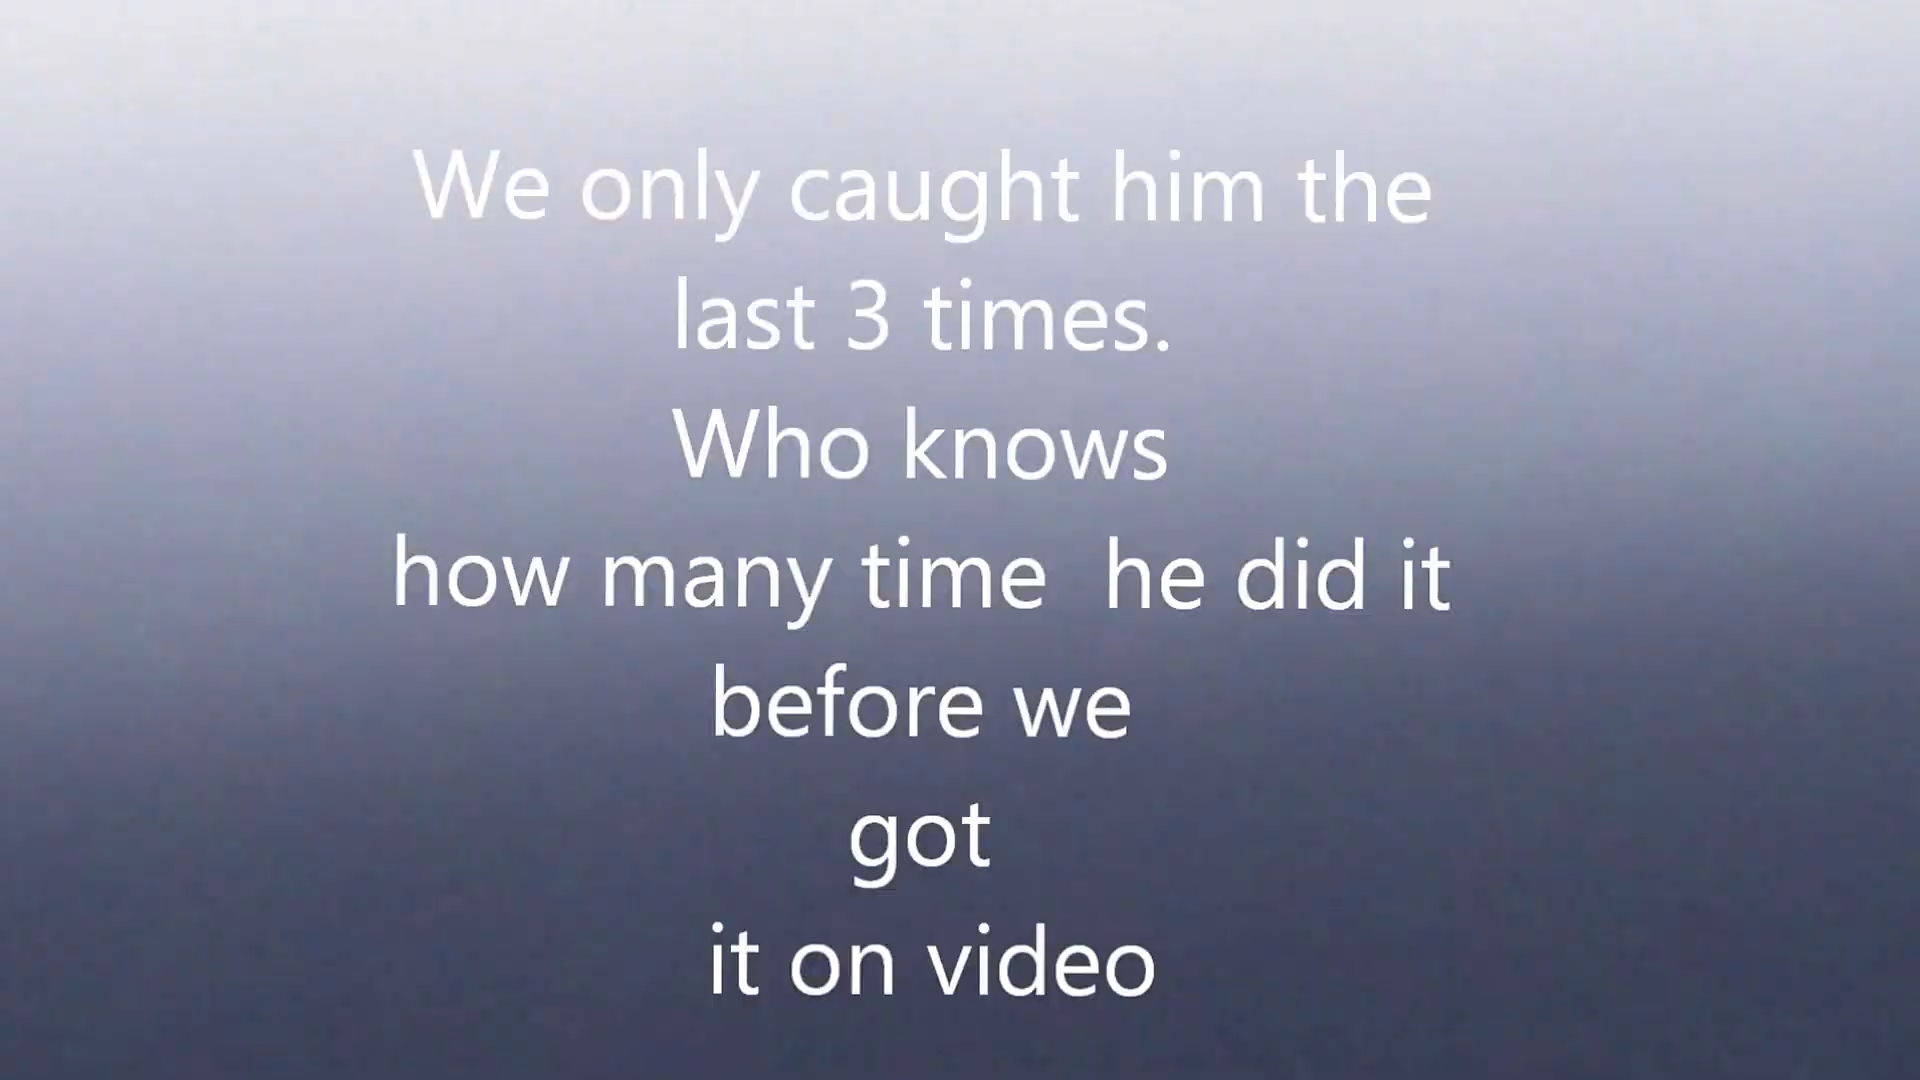 We only caught him the
last 3 times.
Who knows
how many time  he did it
before we
got
it on video